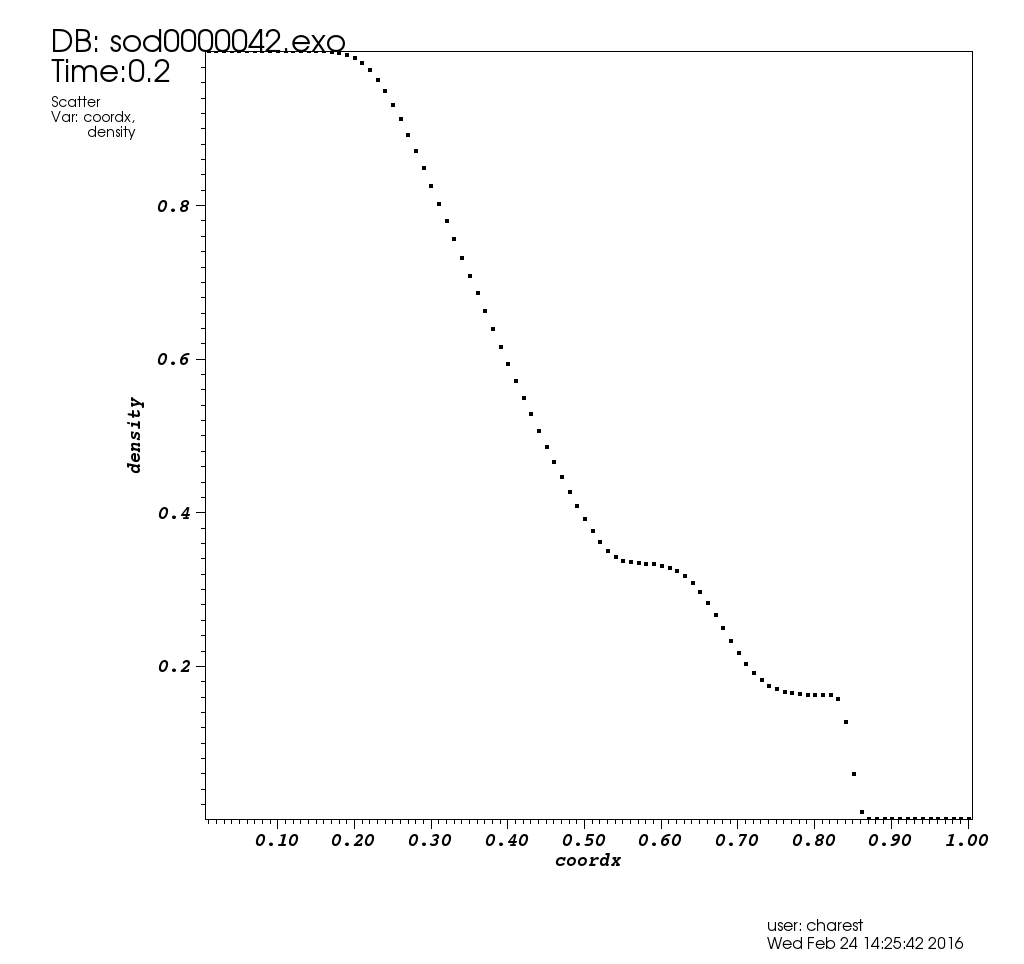 DB: sod0000042.exo
Time:0.2
Scatter
Var: coordx,
density
0.8
0.6
density
0.4
0.2
0.10 0.20 0.30 0.40 0.50 0.60 0.70 0.80 0.90 1.00
coordx
user: charest
Wed Feb 24 14:25:42 2016